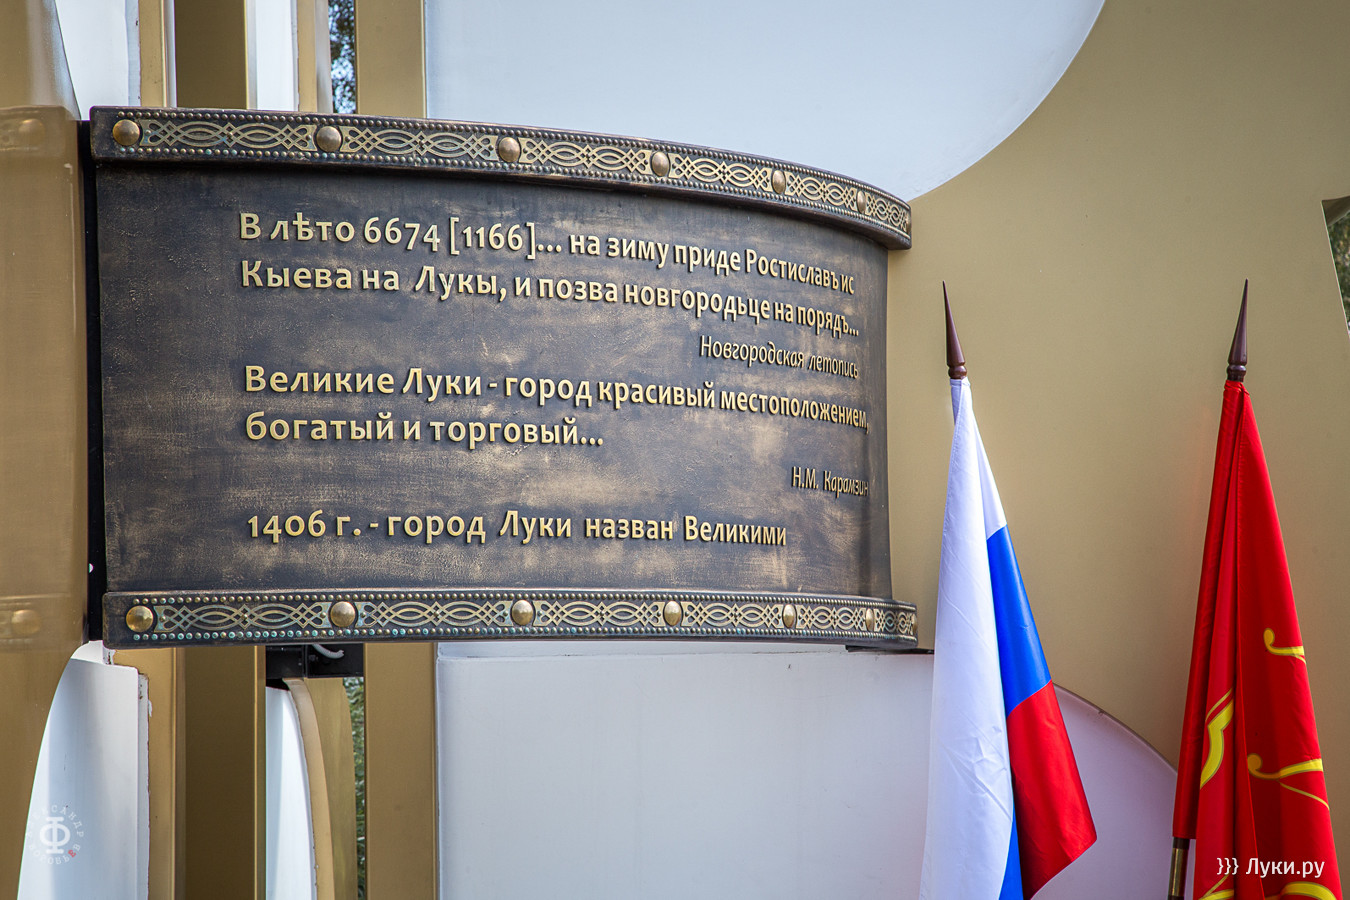 В лѣто 6674 [1166]... на зиму приде Ростиславъ ис
Кыева на Лукы, и позва новгородьце на порядъ...
Новгородская летопись
Великие Луки - город красивый местоположением,
богатый и торговый...
Н.М. Карамзин
1406 г. - город Луки назван Великими
}}} Луки.ру